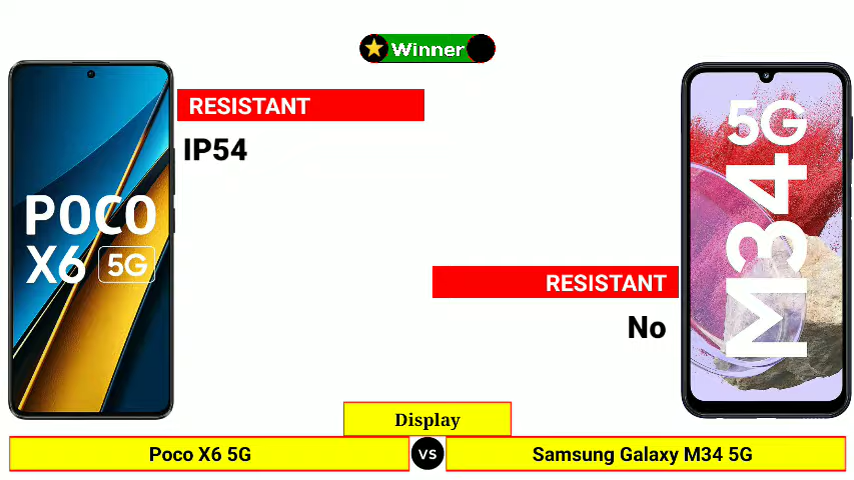 Winner
RESISTANT
IP54
POCO
X6 5G
5G
M34
RESISTANT
No
Display
Poco X6 5G
VS
Samsung Galaxy M34 5G